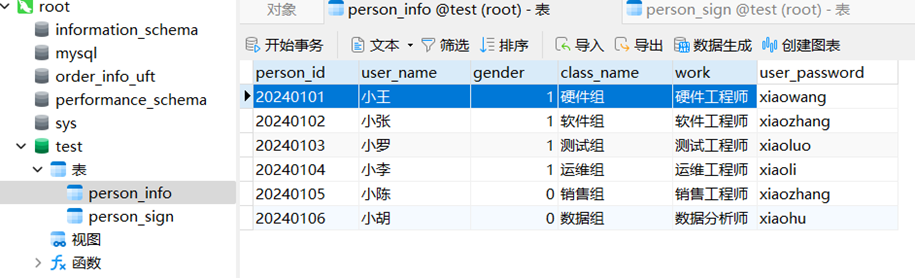 root
information_schema
mysql
order_info_uft
performance_schema
sys
test
表
person_info
person_sign
视图
函数
对象 person_info @test (root) - 表 person_sign @test (root) - 表
开始事务 文本 筛选 排序 导入 导出 数据生成 创建图表
person_id user_name gender class_name work user_password
20240101 小王 1 硬件组 硬件工程师 xiaowang
20240102 小张 1 软件组 软件工程师 xiaozhang
20240103 小罗 1 测试组 测试工程师 xiaoluo
20240104 小李 1 运维组 运维工程师 xiaoli
20240105 小陈 0 销售组 销售工程师 xiaozhang
20240106 小胡 0 数据组 数据分析师 xiaohu